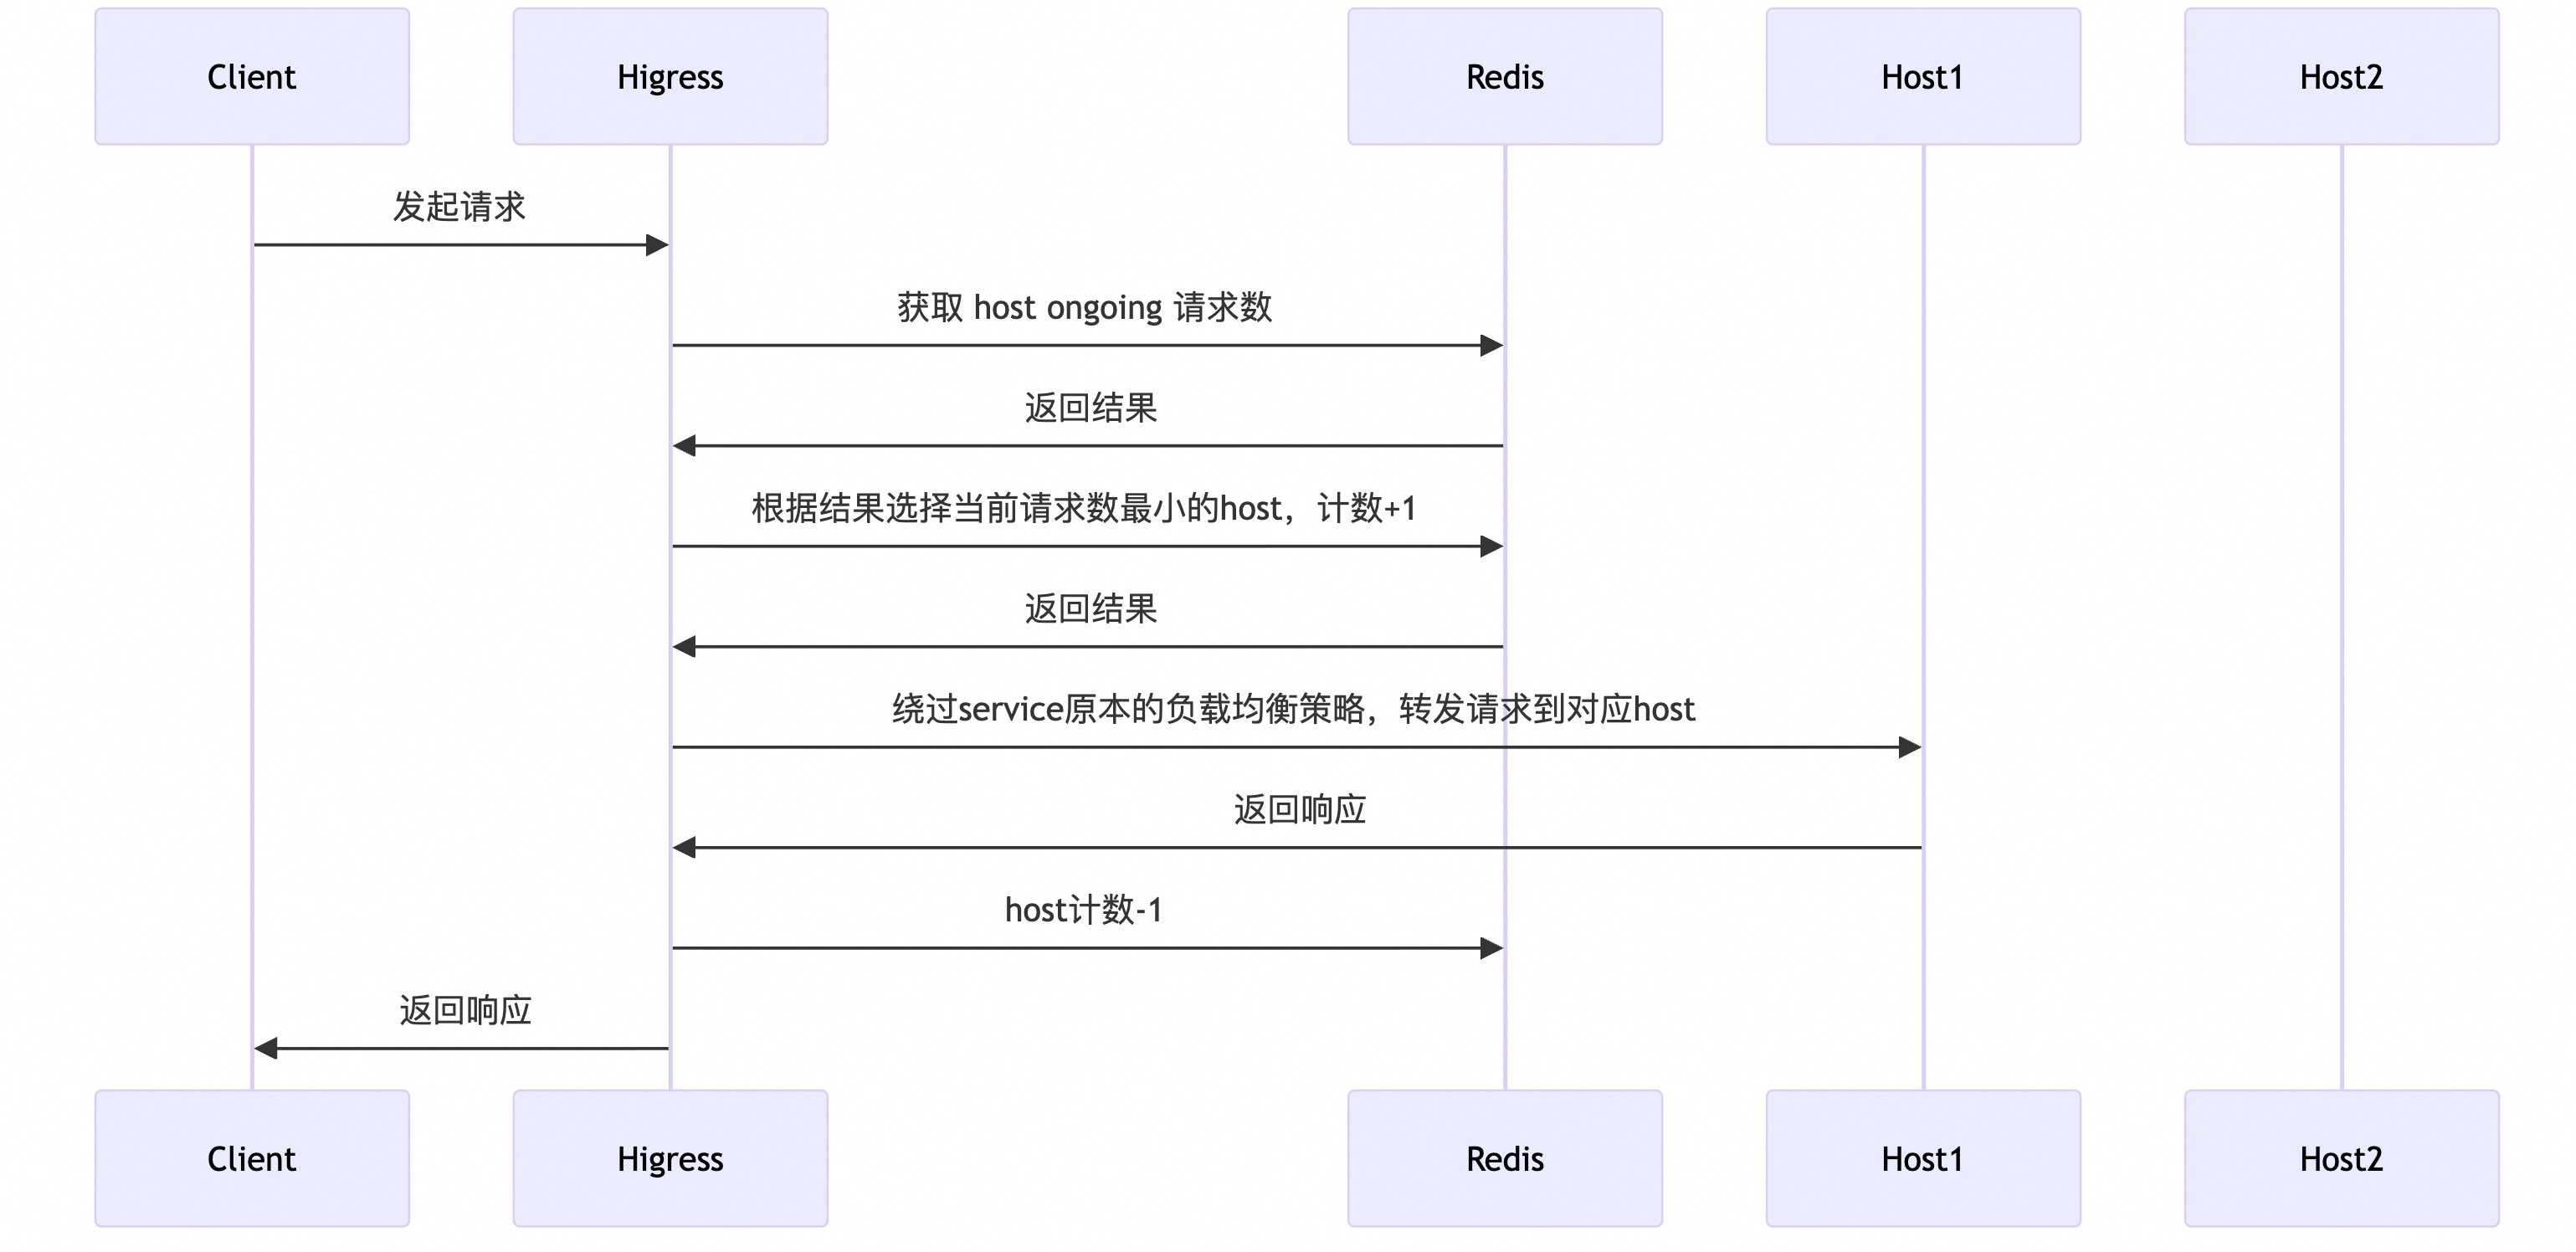 Client
Higress
Redis
Host1
Host2
发起请求
获取 host ongoing 请求数
返回结果
根据结果选择当前请求数最小的host，计数+1
返回结果
绕过service原本的负载均衡策略，转发请求到对应host
返回响应
host计数-1
返回响应
Client
Higress
Redis
Host1
Host2